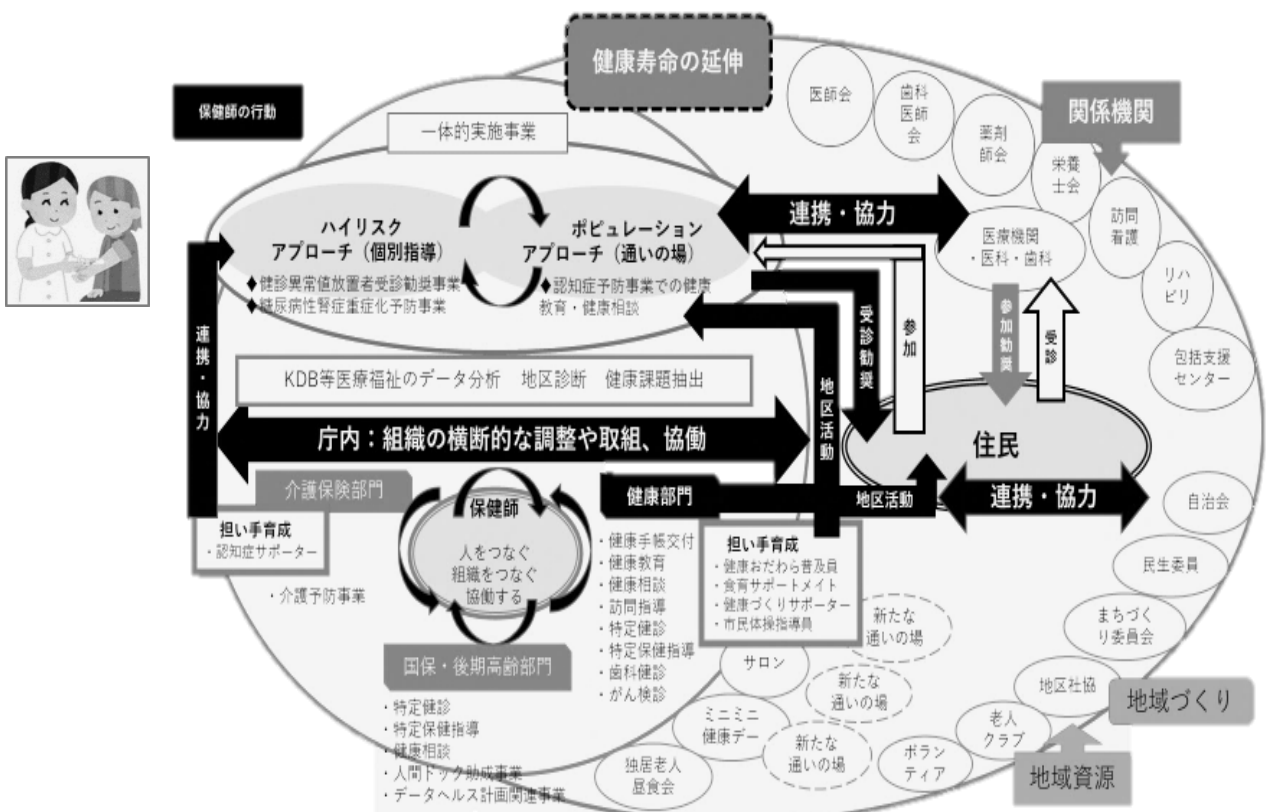 健康寿命の延伸
保健師の行動
一体的実施事業
ハイリスク
アプローチ（個別指導）
◆健診異常値放置者受診勧奨事業
◆糖尿病性腎症重症化予防事業
ポピュレーション
アプローチ（通いの場）
◆認知症予防事業での健康
教育・健康相談
連携・協力
医師会
歯科
医師
会
薬剤
師会
栄養
士会
関係機関
訪問
看護
医療機関
・医科・歯科
リハ
ビリ
包括支援
センター
連携・協力
KDB等医療福祉のデータ分析　地区診断　健康課題抽出
庁内：組織の横断的な調整や取組、協働
地区活動
受診勧奨
参加
参加勧奨
受診
住民
地区活動
連携・協力
介護保険部門
担い手育成
・認知症サポーター
・介護予防事業
保健師
人をつなぐ
組織をつなぐ
協働する
国保・後期高齢部門
・特定健診
・特定保健指導
・健康相談
・人間ドック助成事業
・データヘルス計画関連事業
健康部門
・健康手帳交付
・健康教育
・健康相談
・訪問指導
・特定健診
・特定保健指導
・歯科健診
・がん検診
担い手育成
・健康おだわら普及員
・食育サポートメイト
・健康づくりサポーター
・市民体操指導員
新たな
通いの場
サロン
新たな
通いの場
ミニミニ
健康デー
新たな
通いの場
独居老人
昼食会
ボラン
ティア
老人
クラブ
地区社協
まちづく
り委員会
民生委員
自治会
地域づくり
地域資源